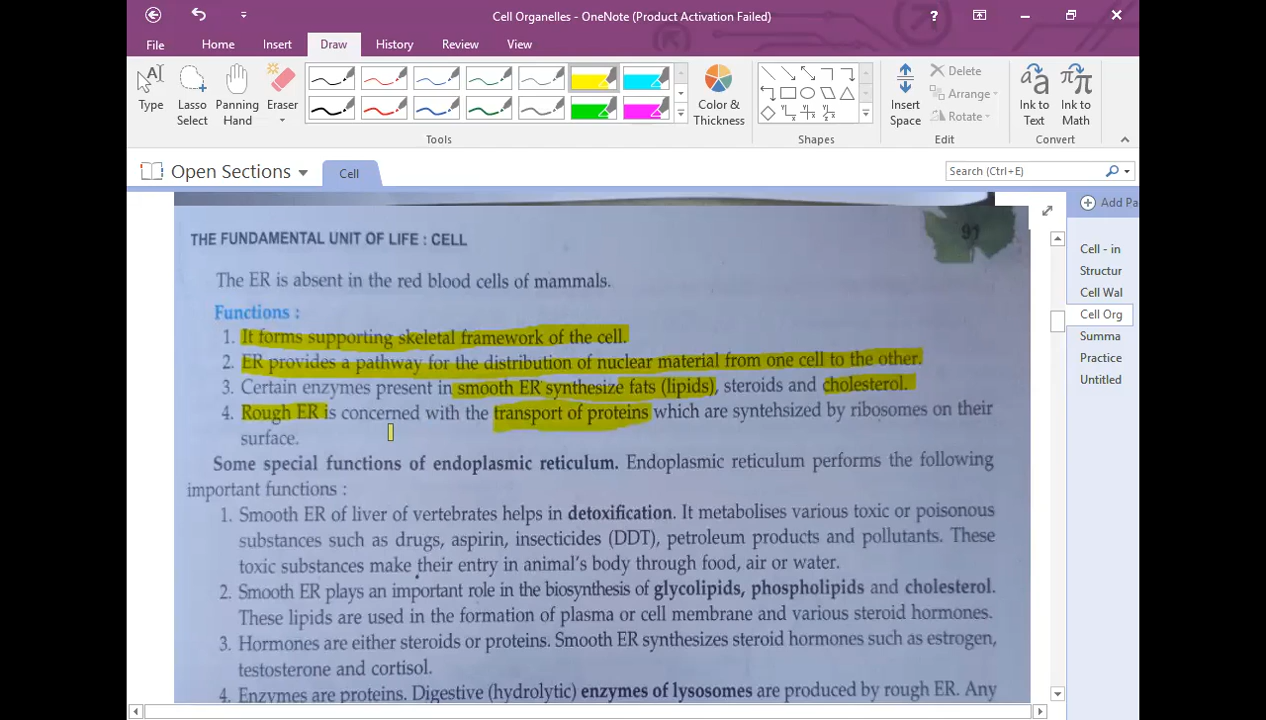 Cell Organelles - OneNote (Product Activation Failed)
?
File Home Insert Draw History Review View
Type
Lasso Select
Panning Hand
Eraser
Color & Thickness
Insert Space
Delete
Arrange
Rotate
Ink to Text
Ink to Math
Tools Shapes Edit Convert
Open Sections Cell Search (Ctrl+E)
Add Pa
Cell - in
Structur
Cell Wal
Cell Org
Summa
Practice
Untitled
THE FUNDAMENTAL UNIT OF LIFE : CELL 91
The ER is absent in the red blood cells of mammals.
Functions :
1. It forms supporting skeletal framework of the cell.
2. ER provides a pathway for the distribution of nuclear material from one cell to the other.
3. Certain enzymes present in smooth ER synthesize fats (lipids), steroids and cholesterol.
4. Rough ER is concerned with the transport of proteins which are syntehsized by ribosomes on their
surface.
Some special functions of endoplasmic reticulum. Endoplasmic reticulum performs the following
important functions :
1. Smooth ER of liver of vertebrates helps in detoxification. It metabolises various toxic or poisonous
substances such as drugs, aspirin, insecticides (DDT), petroleum products and pollutants. These
toxic substances make their entry in animal's body through food, air or water.
2. Smooth ER plays an important role in the biosynthesis of glycolipids, phospholipids and cholesterol.
These lipids are used in the formation of plasma or cell membrane and various steroid hormones.
3. Hormones are either steroids or proteins. Smooth ER synthesizes steroid hormones such as estrogen,
testosterone and cortisol.
4. Enzymes are proteins. Digestive (hydrolytic) enzymes of lysosomes are produced by rough ER. Any